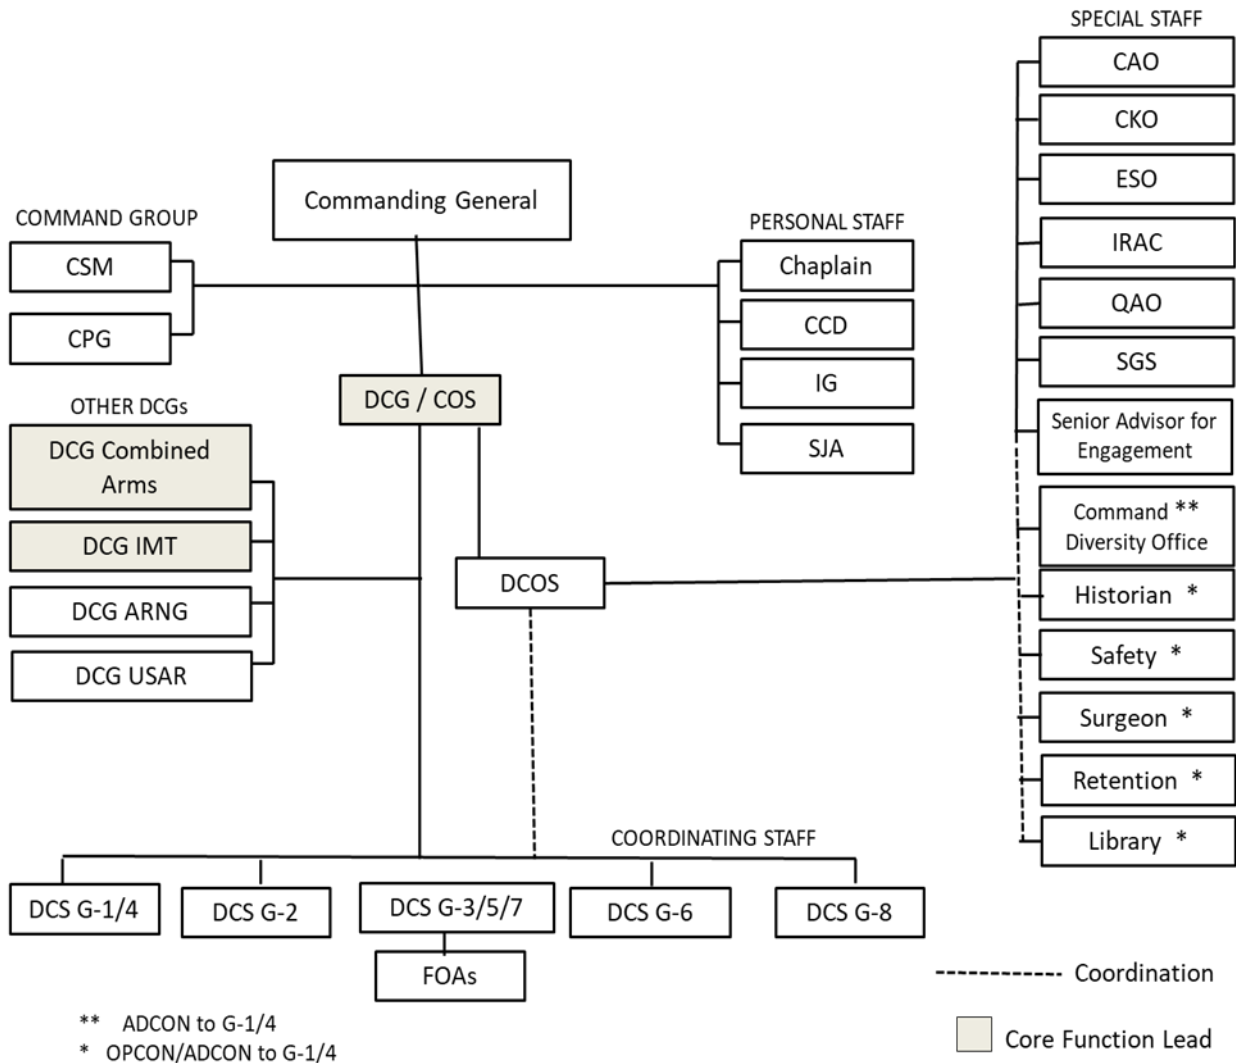 SPECIAL STAFF
CAO
CKO
ESO
IRAC
QAO
SGS
Senior Advisor for
Engagement
Command **
Diversity Office
Historian *
Safety *
Surgeon *
Retention *
Library *
Commanding General
COMMAND GROUP
CSM
CPG
PERSONAL STAFF
Chaplain
CCD
IG
SJA
DCG / COS
OTHER DCGs
DCG Combined
Arms
DCG IMT
DCG ARNG
DCG USAR
DCOS
COORDINATING STAFF
DCS G-1/4
DCS G-2
DCS G-3/5/7
DCS G-6
DCS G-8
FOAs
Coordination
Core Function Lead
** ADCON to G-1/4
* OPCON/ADCON to G-1/4